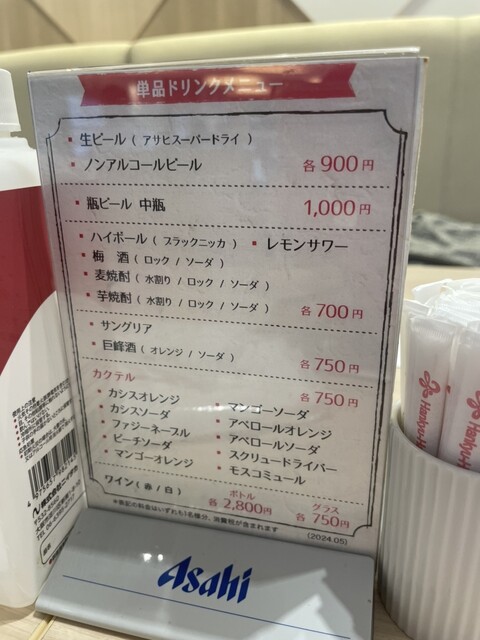 単品ドリンクメニュー
・生ビール（アサヒスーパードライ）
・ノンアルコールビール 各900円
・瓶ビール 中瓶 1,000円
・ハイボール（ブラックニッカ） ・レモンサワー
・梅 酒（ロック / ソーダ）
・麦焼酎（水割り / ロック / ソーダ）
・芋焼酎（水割り / ロック / ソーダ） 各700円
・サングリア
・巨峰酒（オレンジ / ソーダ） 各750円
カクテル 各750円
・カシスオレンジ ・マンゴーソーダ
・カシスソーダ ・アペロールオレンジ
・ファジーネーブル ・アペロールソーダ
・ピーチソーダ ・スクリュードライバー
・マンゴーオレンジ ・モスコミュール
ワイン（赤 / 白） ボトル 各2,800円 グラス 各750円
※表記の料金はいずれも1名様分、消費税が含まれます
(2024.05)
Asahi
Hankyu-H